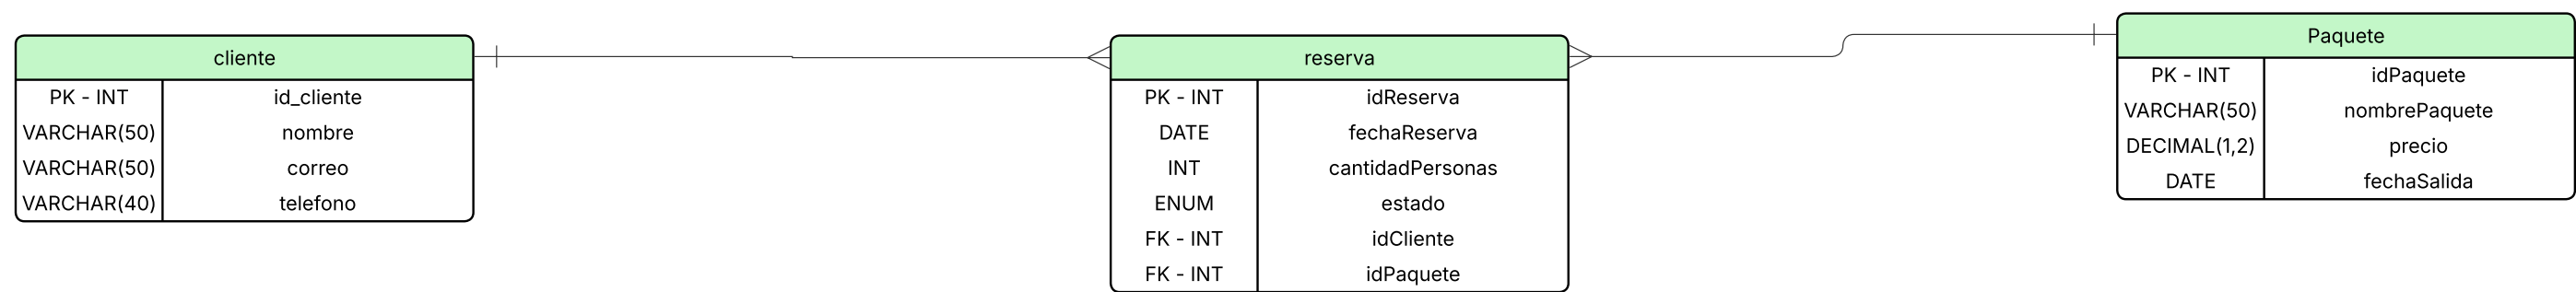 cliente
PK - INT id_cliente
VARCHAR(50) nombre
VARCHAR(50) correo
VARCHAR(40) telefono
reserva
PK - INT idReserva
DATE fechaReserva
INT cantidadPersonas
ENUM estado
FK - INT idCliente
FK - INT idPaquete
Paquete
PK - INT idPaquete
VARCHAR(50) nombrePaquete
DECIMAL(1,2) precio
DATE fechaSalida